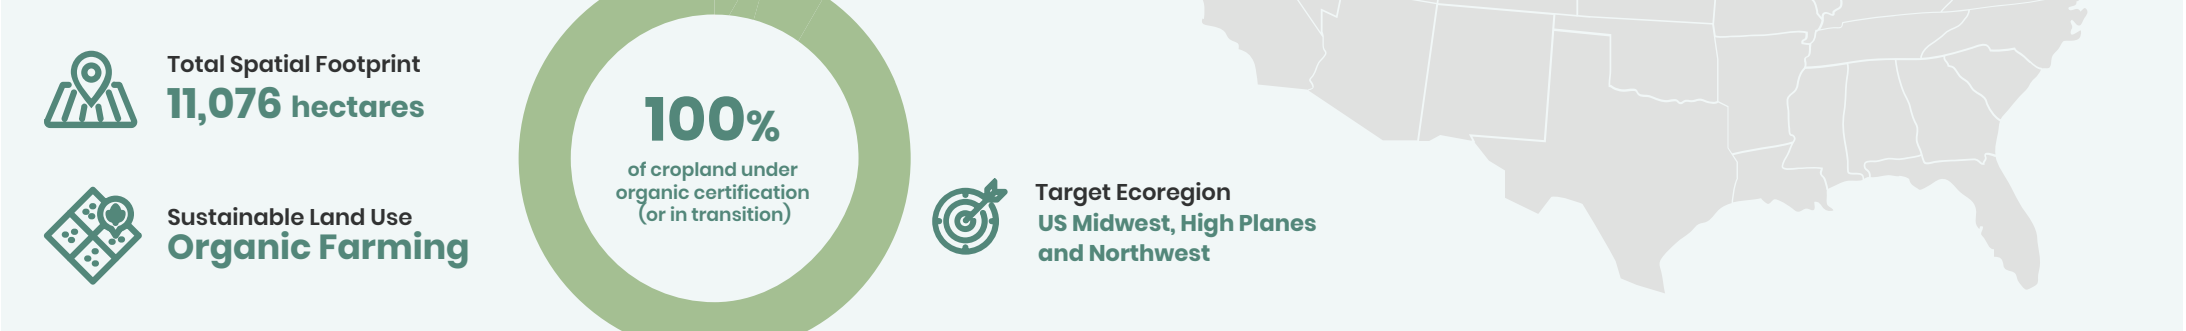 Total Spatial Footprint
11,076 hectares
Sustainable Land Use
Organic Farming
100%
of cropland under
organic certification
(or in transition)
Target Ecoregion
US Midwest, High Planes
and Northwest